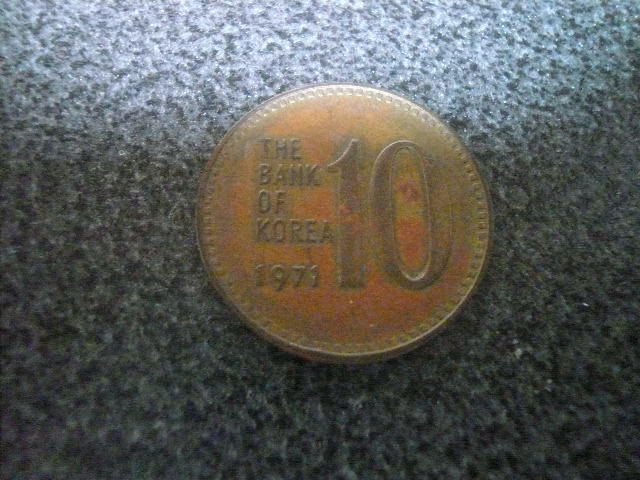 THE
BANK
OF
KOREA
1971
10